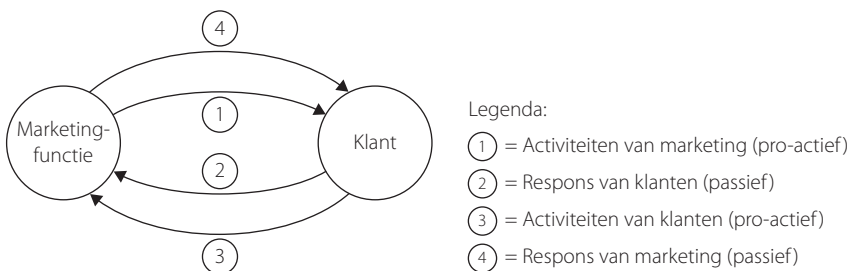 4
Marketing-
functie
1
Klant
2
3
Legenda:
1 = Activiteiten van marketing (pro-actief)
2 = Respons van klanten (passief)
3 = Activiteiten van klanten (pro-actief)
4 = Respons van marketing (passief)